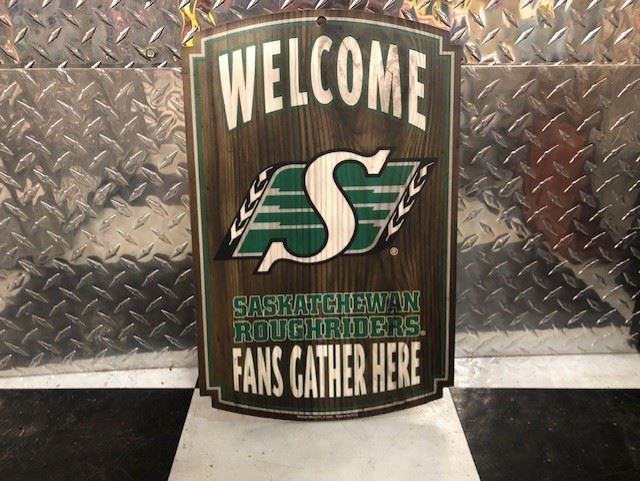 WELCOME
S
®
SASKATCHEWAN
ROUGHRIDERS®
FANS GATHER HERE